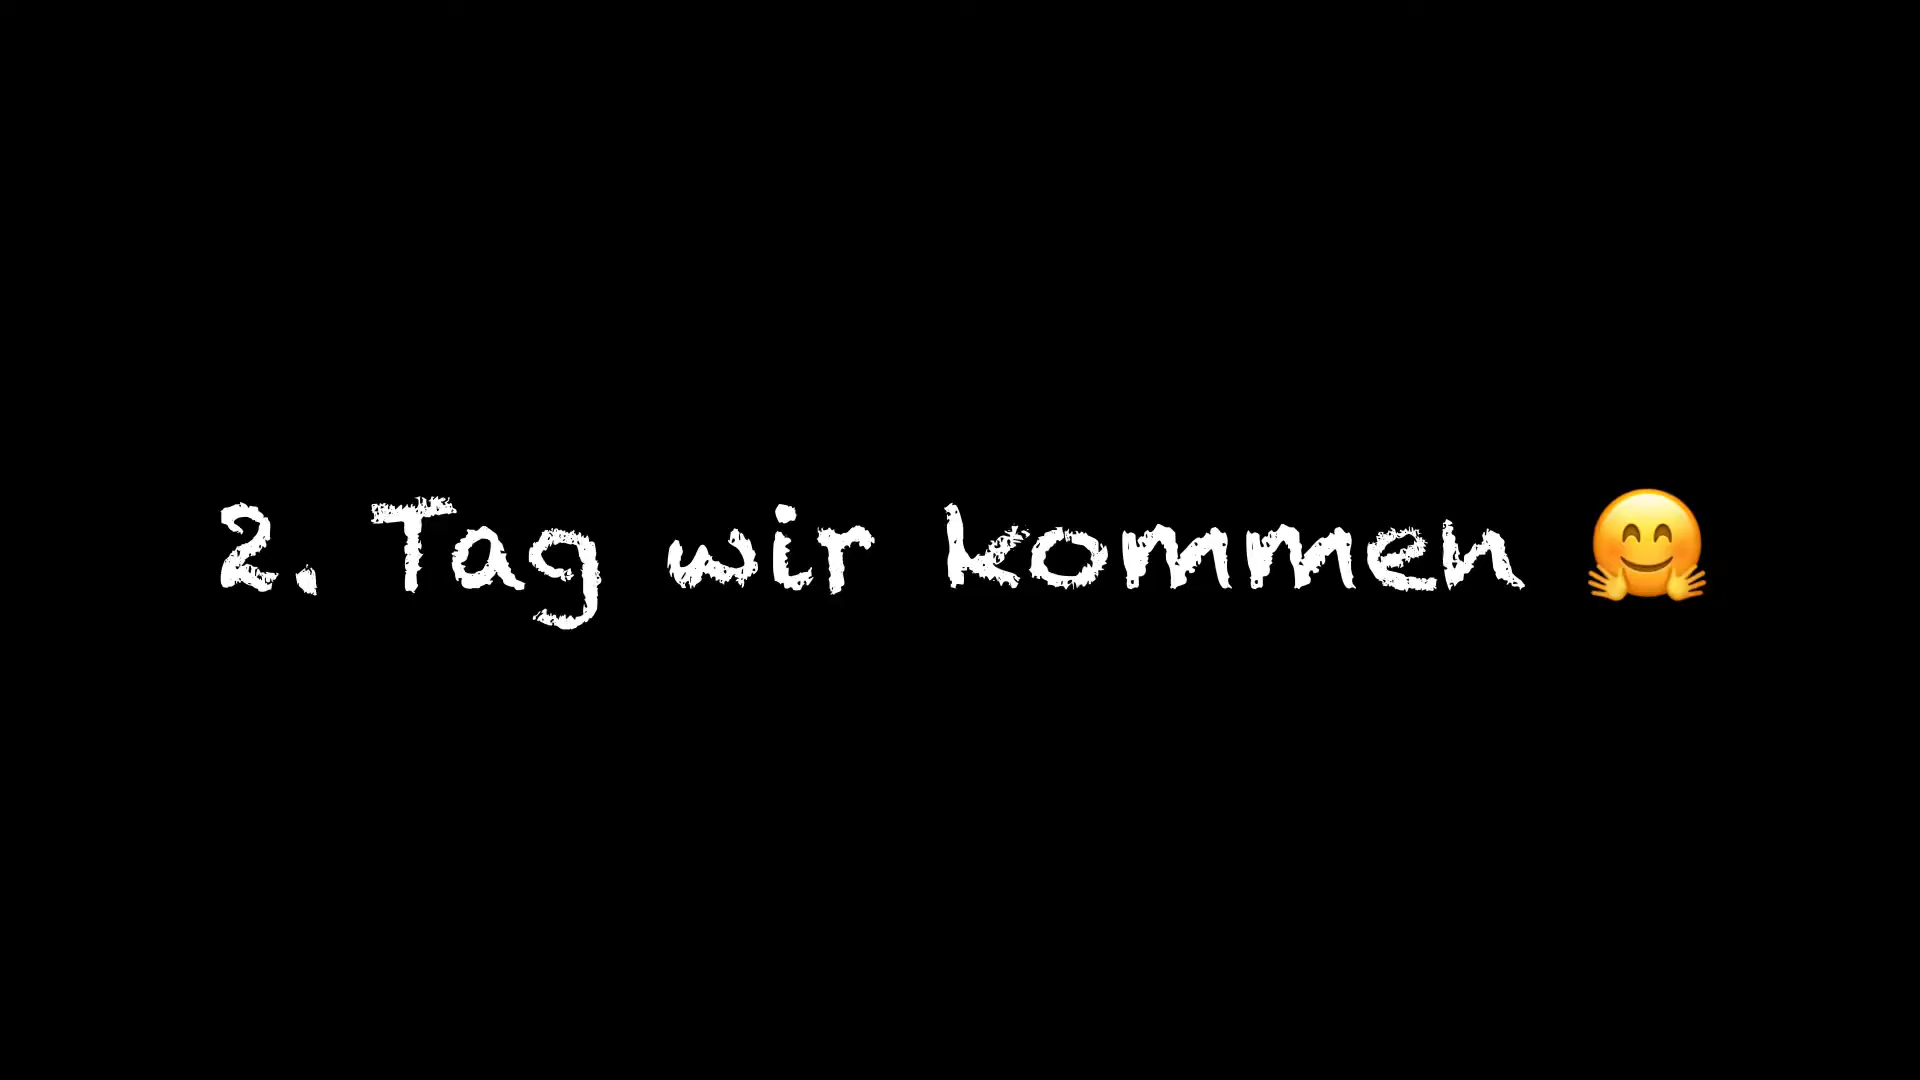 2. Tag wir kommen 🤗